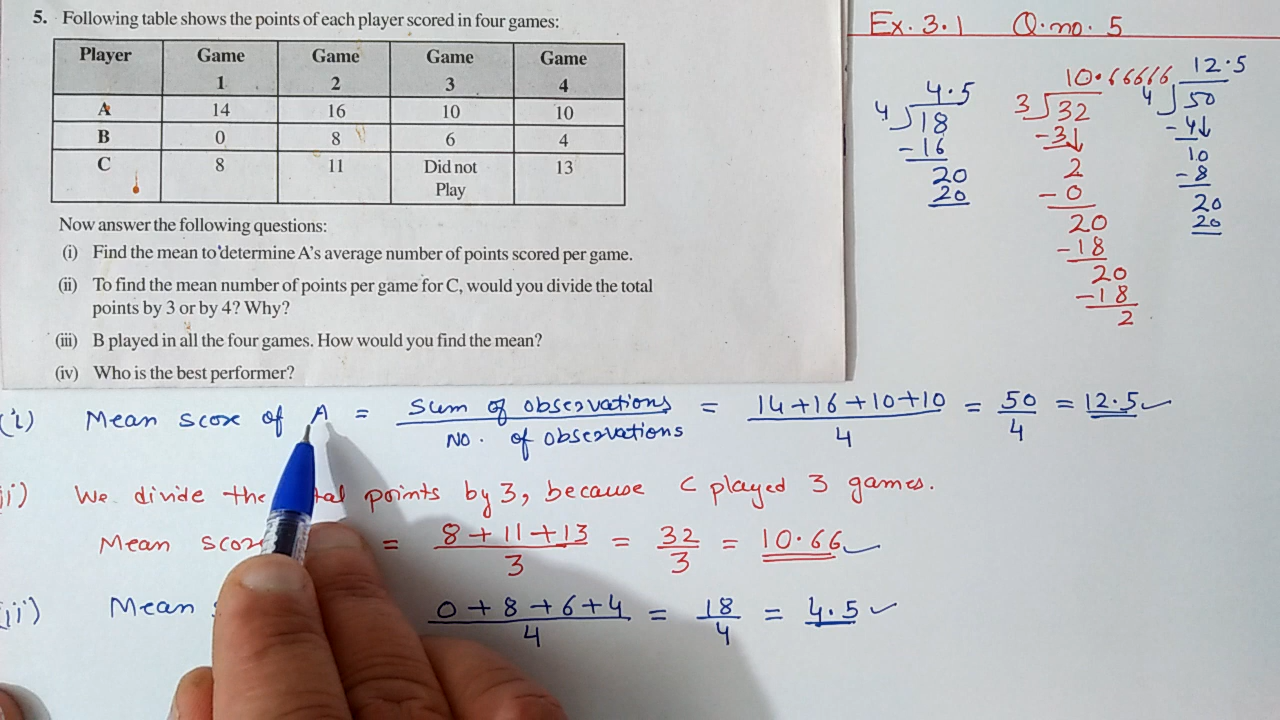 5. Following table shows the points of each player scored in four games:
Player Game 1 Game 2 Game 3 Game 4
A 14 16 10 10
B 0 8 6 4
C 8 11 Did not Play 13
Now answer the following questions:
(i) Find the mean to determine A's average number of points scored per game.
(ii) To find the mean number of points per game for C, would you divide the total
points by 3 or by 4? Why?
(iii) B played in all the four games. How would you find the mean?
(iv) Who is the best performer?
Ex. 3.1 Q. no. 5
4.5
4 18
-16
20
20
10.66666
3 32
-3↓
2
-0
20
-18
20
-18
2
12.5
4 50
-4↓
10
-8
20
20
(i) Mean score of A = Sum of observations / No. of observations = 14+16+10+10 / 4 = 50 / 4 = 12.5 ✓
ii) We divide the points by 3, because C played 3 games.
Mean = 8+11+13 / 3 = 32 / 3 = 10.66 ✓
iii) Mean 0+8+6+4 / 4 = 18 / 4 = 4.5 ✓